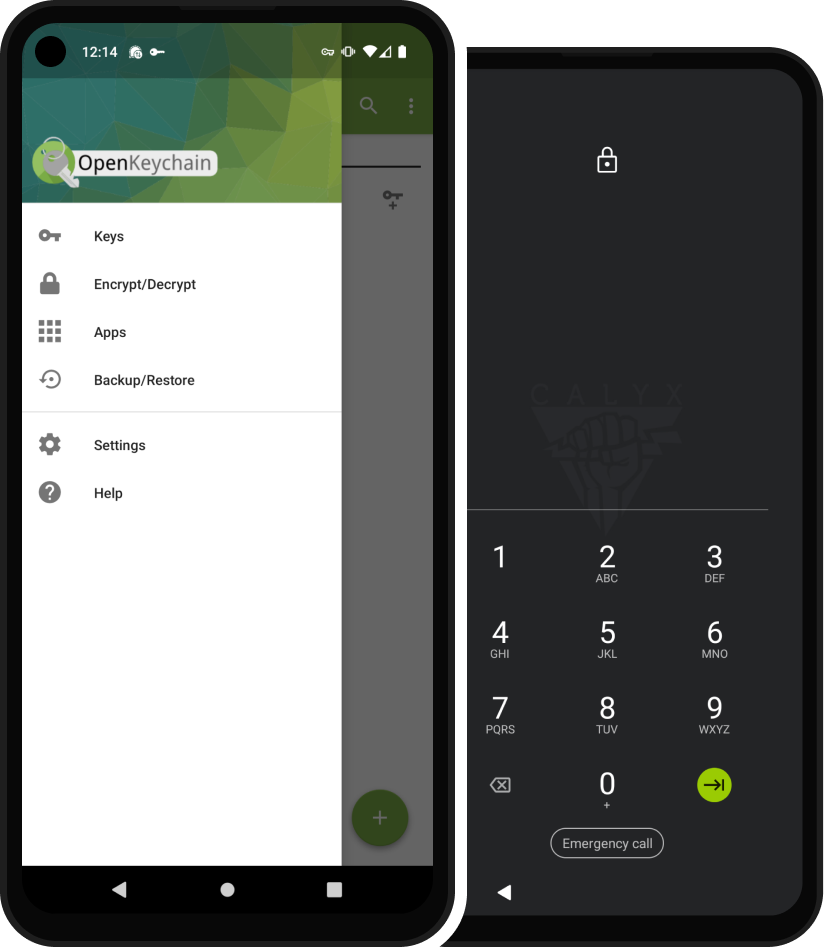 12:14
OpenKeychain
Keys
Encrypt/Decrypt
Apps
Backup/Restore
Settings
Help
CALYX
1
2
ABC
3
DEF
4
GHI
5
JKL
6
MNO
7
PQRS
8
TUV
9
WXYZ
0
+
Emergency call